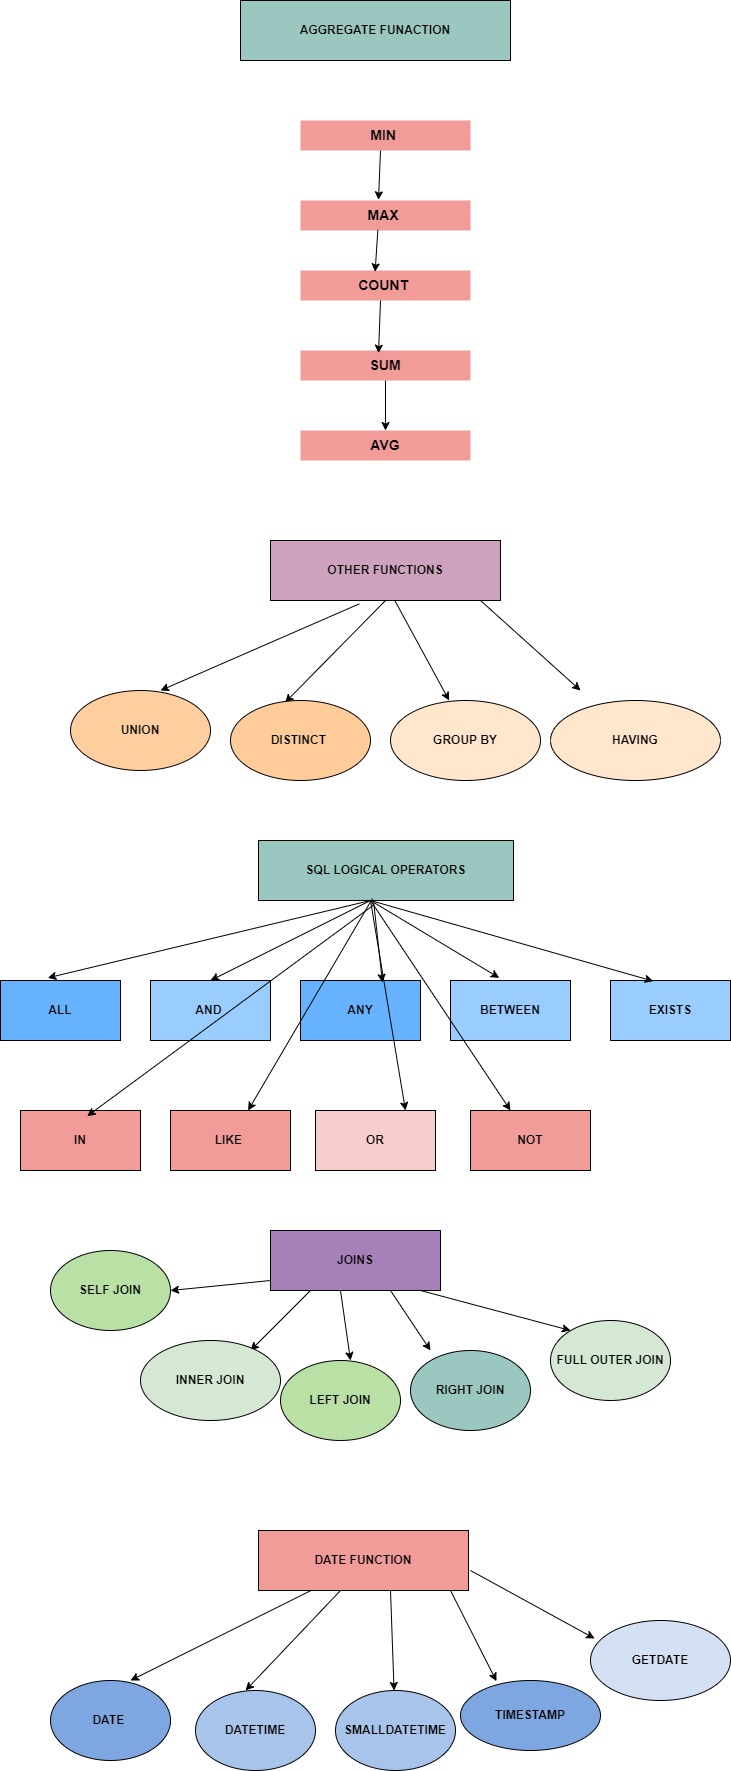 AGGREGATE FUNACTION
MIN
MAX
COUNT
SUM
AVG
OTHER FUNCTIONS
UNION
DISTINCT
GROUP BY
HAVING
SQL LOGICAL OPERATORS
ALL
AND
ANY
BETWEEN
EXISTS
IN
LIKE
OR
NOT
JOINS
SELF JOIN
INNER JOIN
LEFT JOIN
RIGHT JOIN
FULL OUTER JOIN
DATE FUNCTION
DATE
DATETIME
SMALLDATETIME
TIMESTAMP
GETDATE